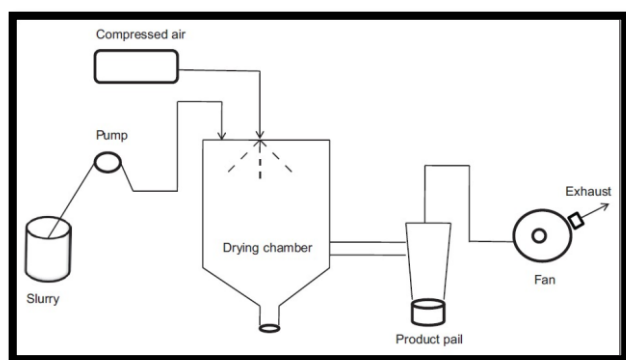 Compressed air
Pump
Exhaust
Drying chamber
Slurry
Fan
Product pail